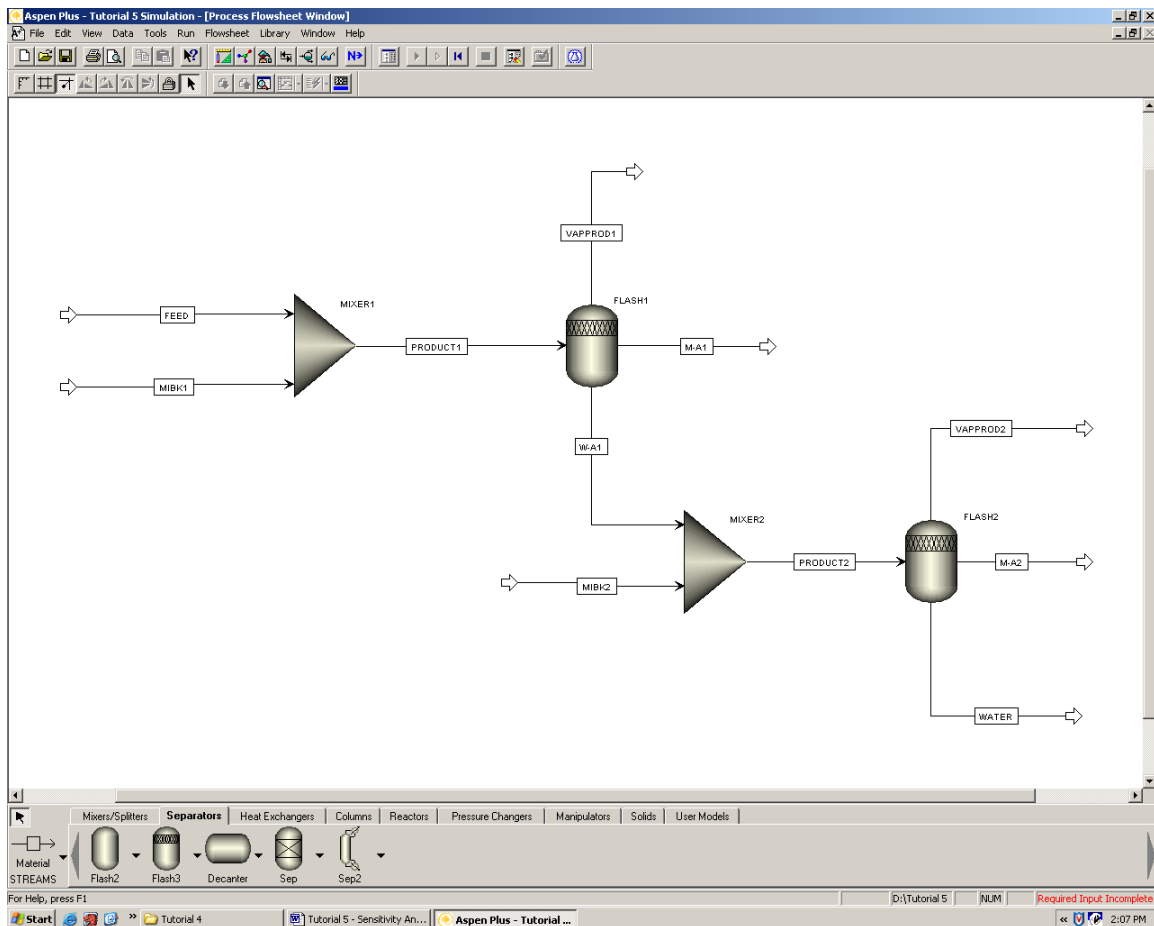 Aspen Plus - Tutorial 5 Simulation - [Process Flowsheet Window]
File Edit View Data Tools Run Flowsheet Library Window Help
N>
VAPPROD1
FLASH1
MIXER1
FEED
PRODUCT1
M-A1
MIBK1
VAPPROD2
W-A1
MIXER2
FLASH2
PRODUCT2
M-A2
MIBK2
WATER
Mixers/Splitters Separators Heat Exchangers Columns Reactors Pressure Changers Manipulators Solids User Models
Material
STREAMS Flash2 Flash3 Decanter Sep Sep2
For Help, press F1 D:\Tutorial 5 NUM Required Input Incomplete
Start » Tutorial 4 Tutorial 5 - Sensitivity An... Aspen Plus - Tutorial ... « 2:07 PM